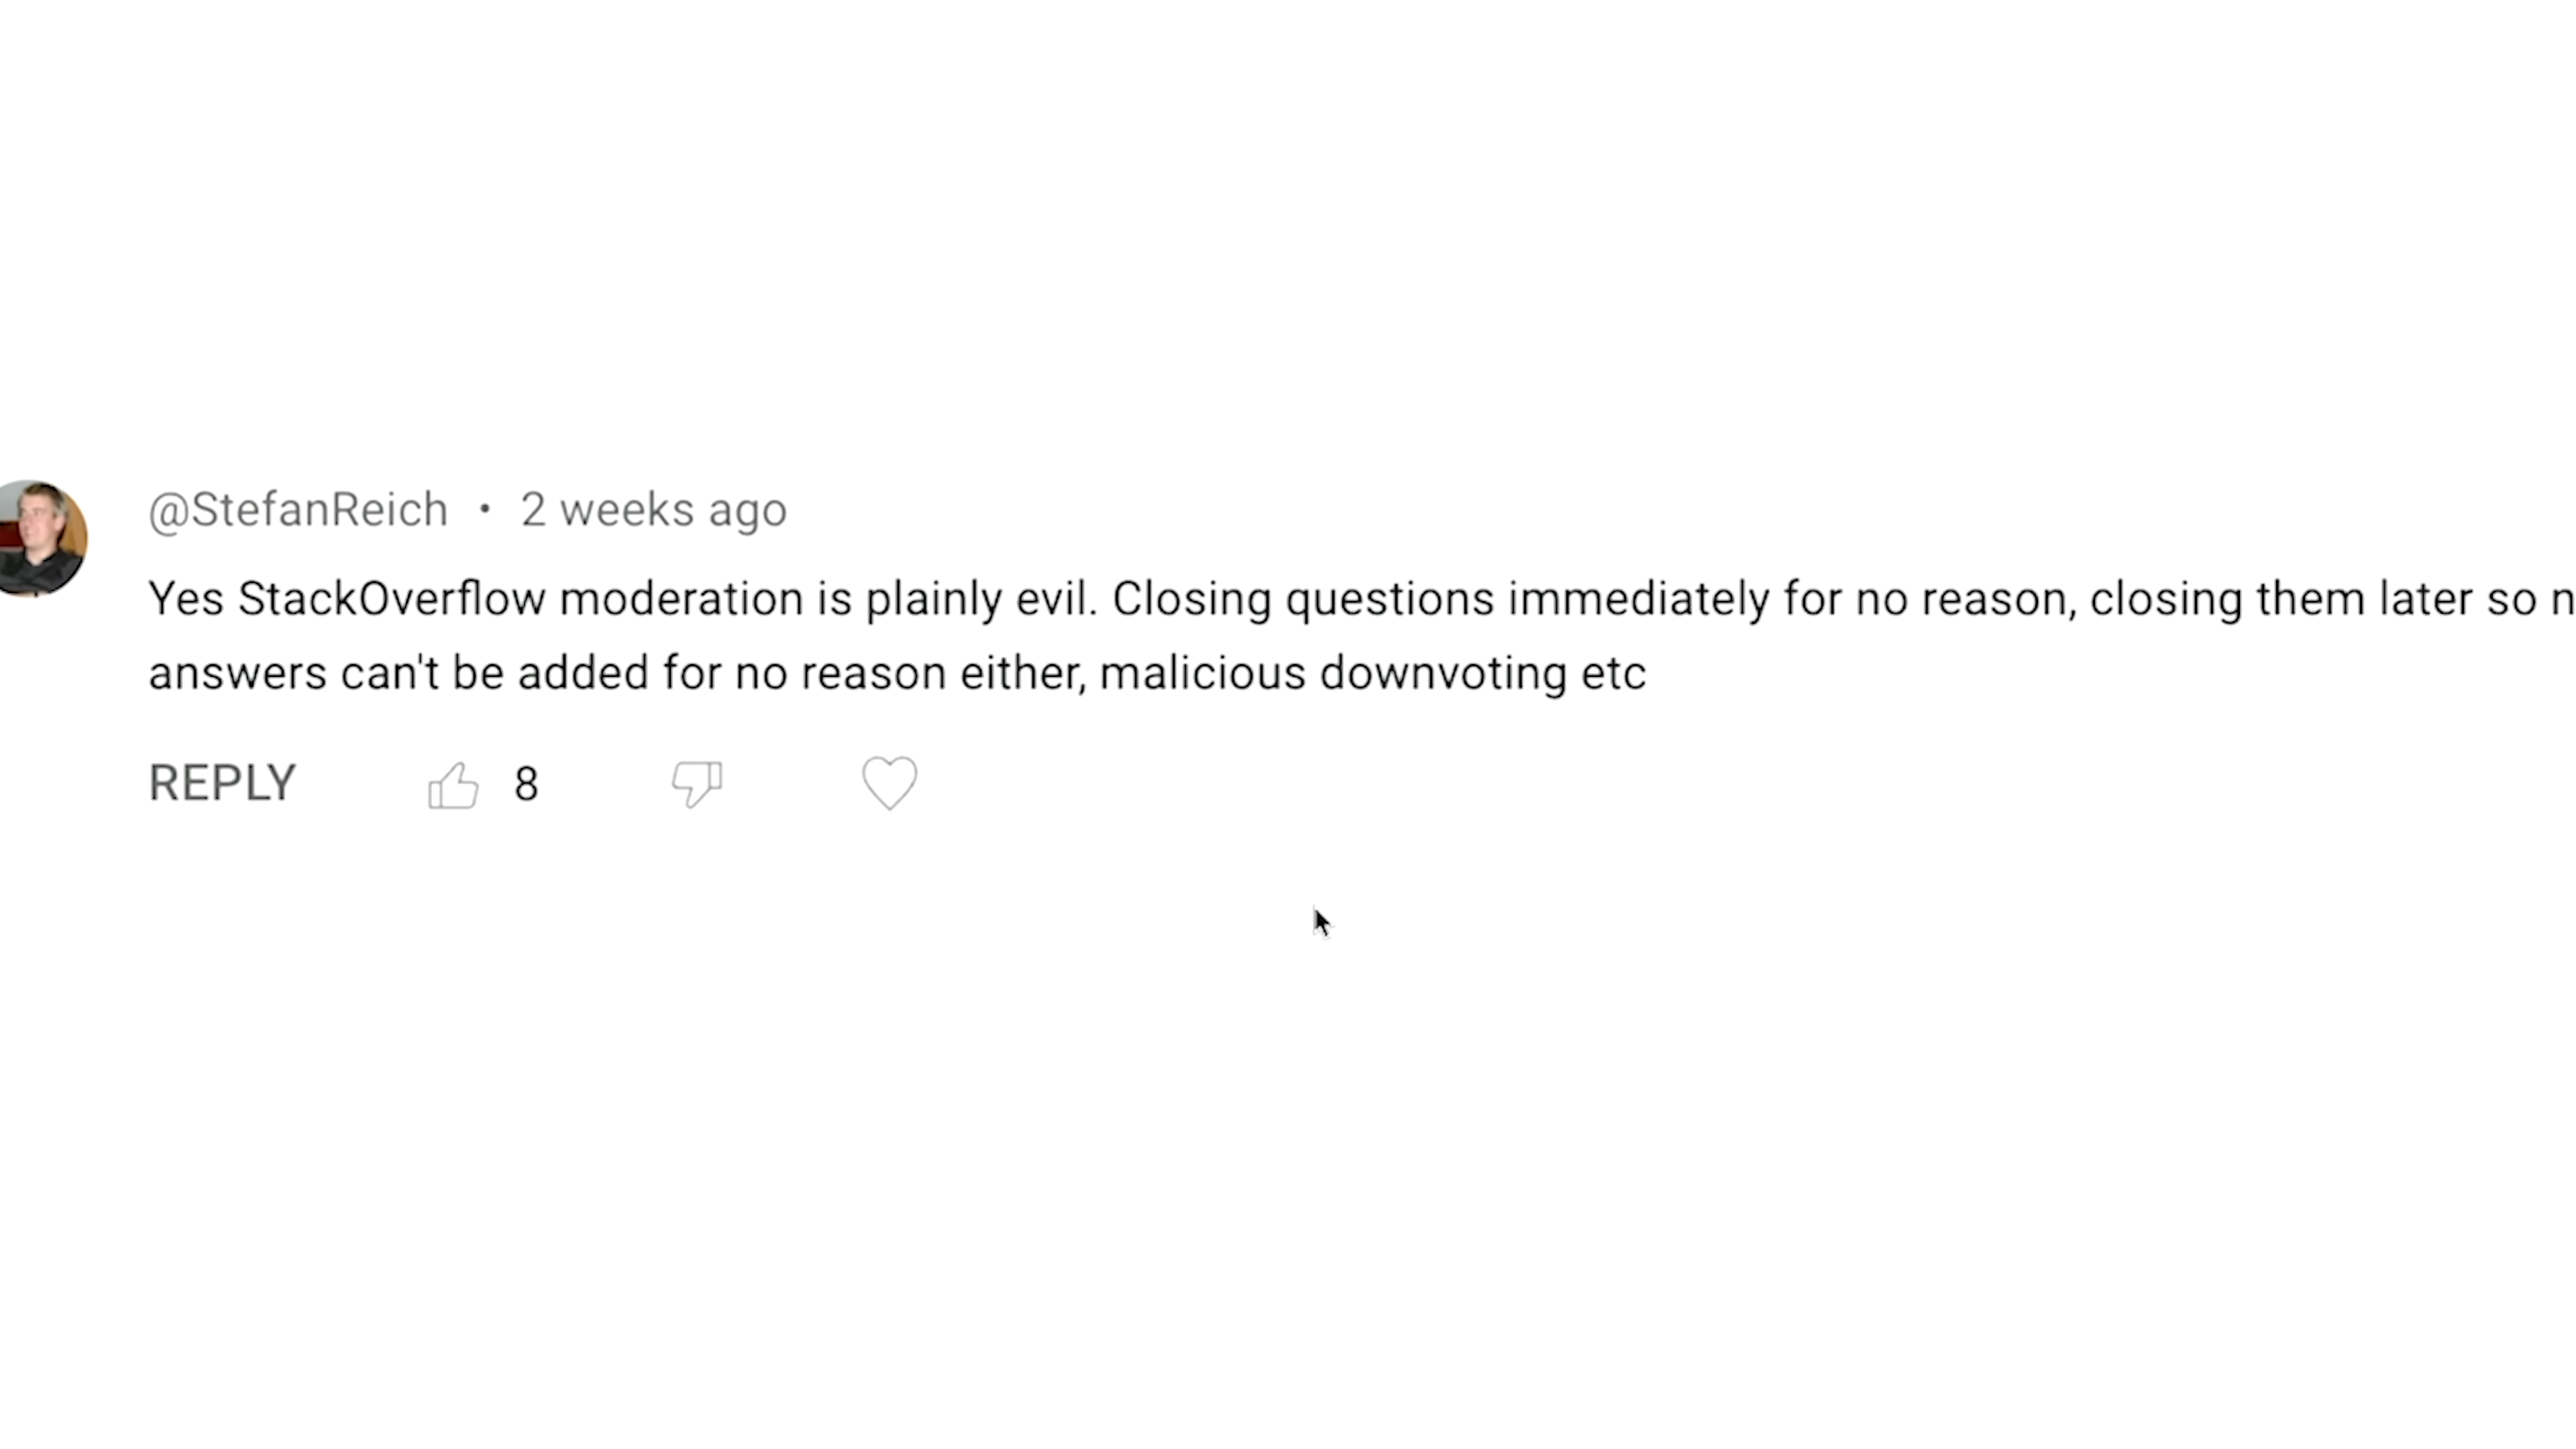 @StefanReich • 2 weeks ago
Yes StackOverflow moderation is plainly evil. Closing questions immediately for no reason, closing them later so
answers can't be added for no reason either, malicious downvoting etc
REPLY 8